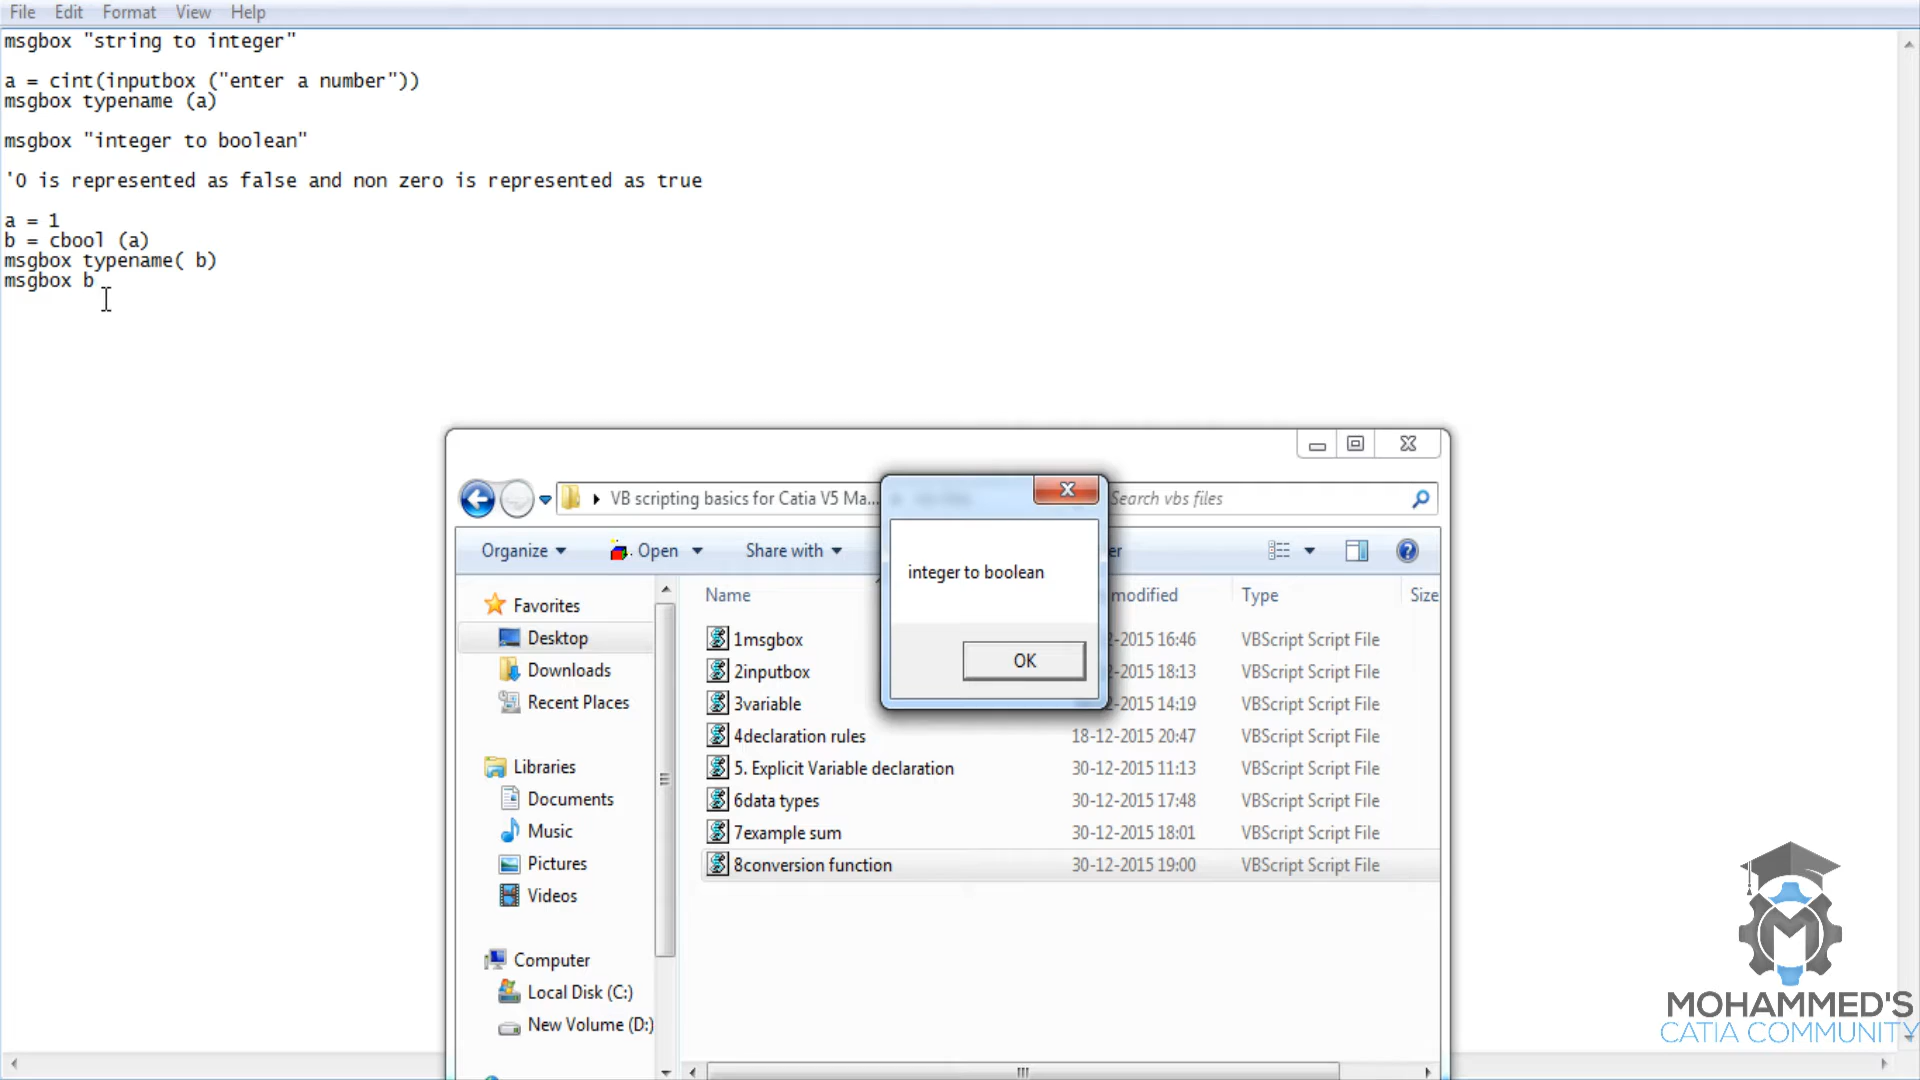 File Edit Format View Help
msgbox "string to integer"
a = cint(inputbox ("enter a number"))
msgbox typename (a)
msgbox "integer to boolean"
'0 is represented as false and non zero is represented as true
a = 1
b = cbool (a)
msgbox typename( b)
msgbox b
VB scripting basics for Catia V5 Ma...
Search vbs files
Organize Open Share with er
integer to boolean
OK
Name modified Type Size
Favorites
Desktop
Downloads
Recent Places
Libraries
Documents
Music
Pictures
Videos
Computer
Local Disk (C:)
New Volume (D:)
1msgbox 2-2015 16:46 VBScript Script File
2inputbox 2-2015 18:13 VBScript Script File
3variable 2-2015 14:19 VBScript Script File
4declaration rules 18-12-2015 20:47 VBScript Script File
5. Explicit Variable declaration 30-12-2015 11:13 VBScript Script File
6data types 30-12-2015 17:48 VBScript Script File
7example sum 30-12-2015 18:01 VBScript Script File
8conversion function 30-12-2015 19:00 VBScript Script File
MOHAMMED'S
CATIA COMMUNITY